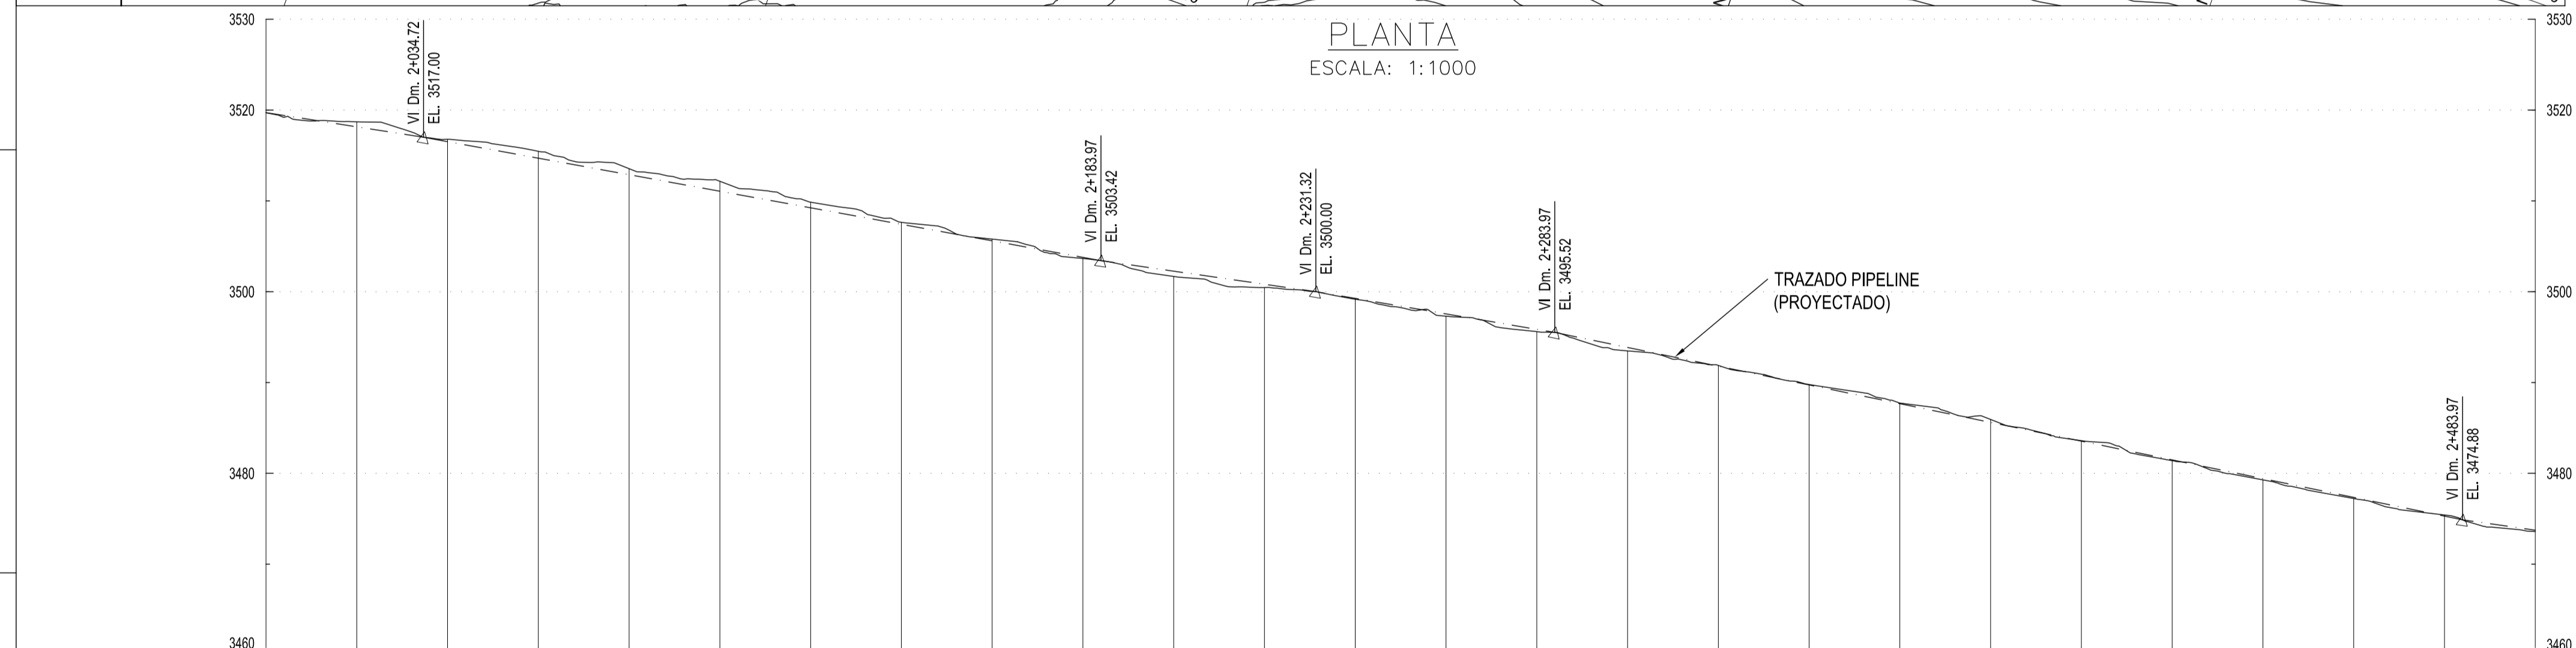 PLANTA
ESCALA: 1:1000
3530
3530
3520
3520
3500
3500
3480
3480
3460
3460
VI Dm. 2+034.72
EL. 3517.00
VI Dm. 2+183.97
EL. 3503.42
VI Dm. 2+231.32
EL. 3500.00
VI Dm. 2+283.97
EL. 3495.52
TRAZADO PIPELINE
(PROYECTADO)
VI Dm. 2+483.97
EL. 3474.88